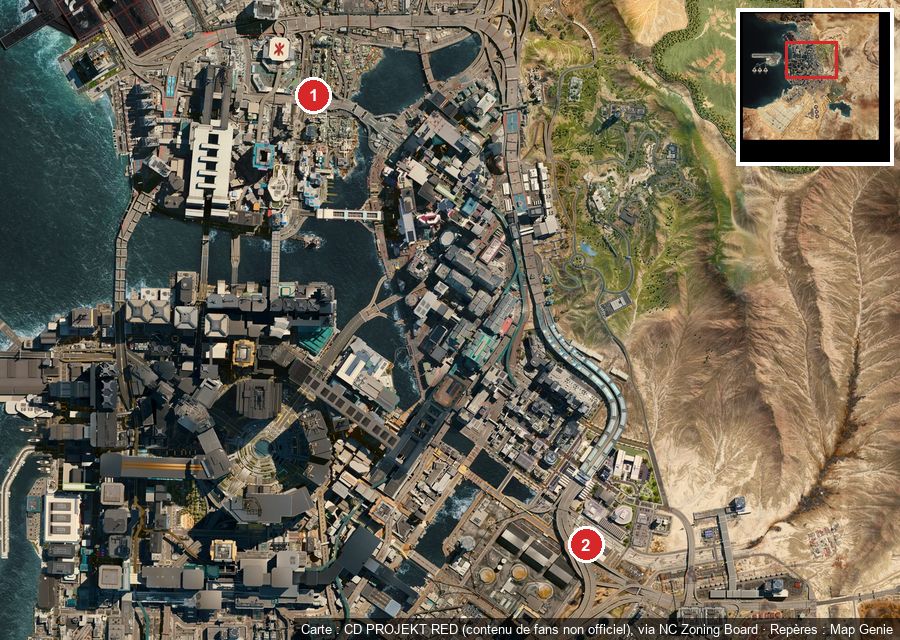 1
2
Carte : CD PROJEKT RED (contenu de fans non officiel), via NC Zoning Board · Repères : Map Genie